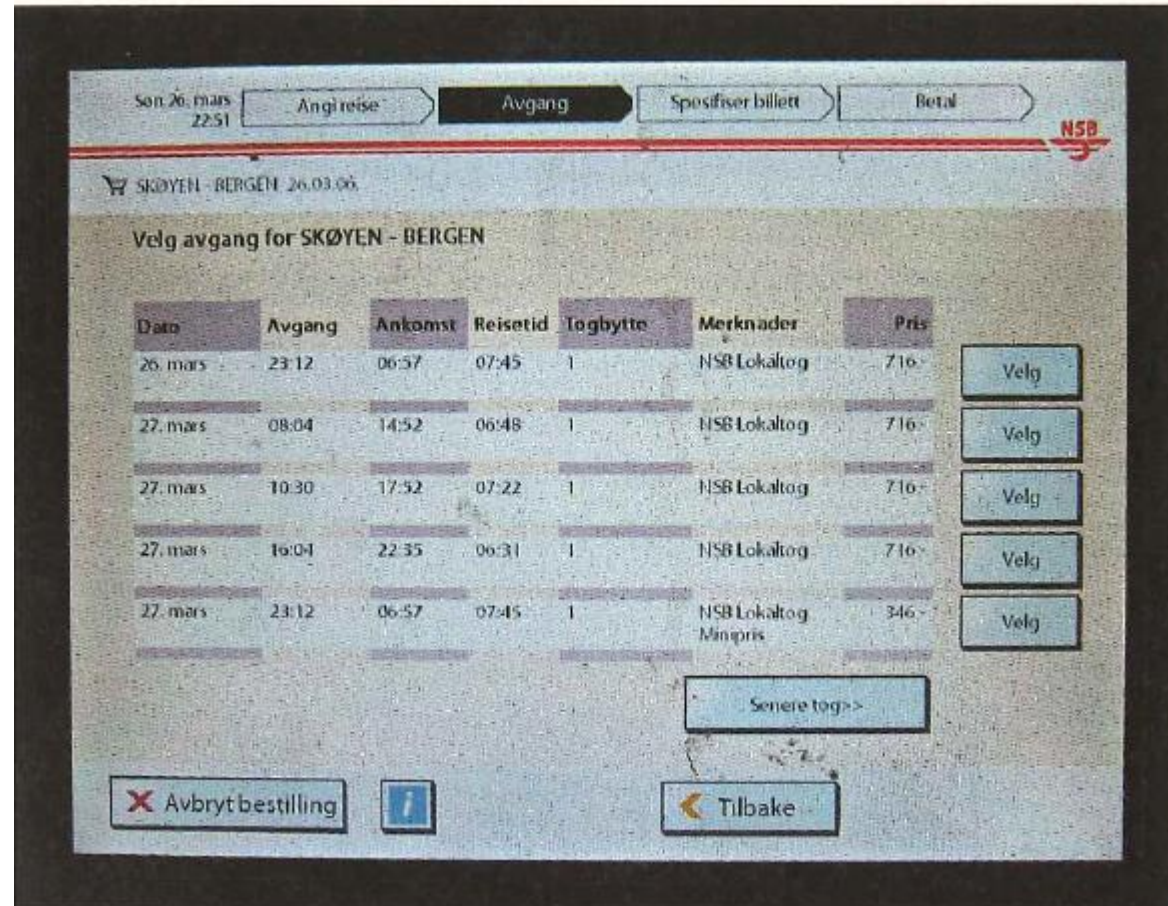 Søn 26. mars
22:51
Angi reise
Avgang
Spesifiser billett
Betal
NSB
SKØYEN - BERGEN 26.03.06.
Velg avgang for SKØYEN - BERGEN
Dato Avgang Ankomst Reisetid Togbytte Merknader Pris
26. mars 23:12 06:57 07:45 1 NSB Lokaltog 716,- Velg
27. mars 08:04 14:52 06:48 1 NSB Lokaltog 716,- Velg
27. mars 10:30 17:52 07:22 1 NSB Lokaltog 716,- Velg
27. mars 16:04 22:35 06:31 1 NSB Lokaltog 716,- Velg
27. mars 23:12 06:57 07:45 1 NSB Lokaltog 346,- Velg
Minipris
Senere tog>>
X Avbryt bestilling
i
Tilbake